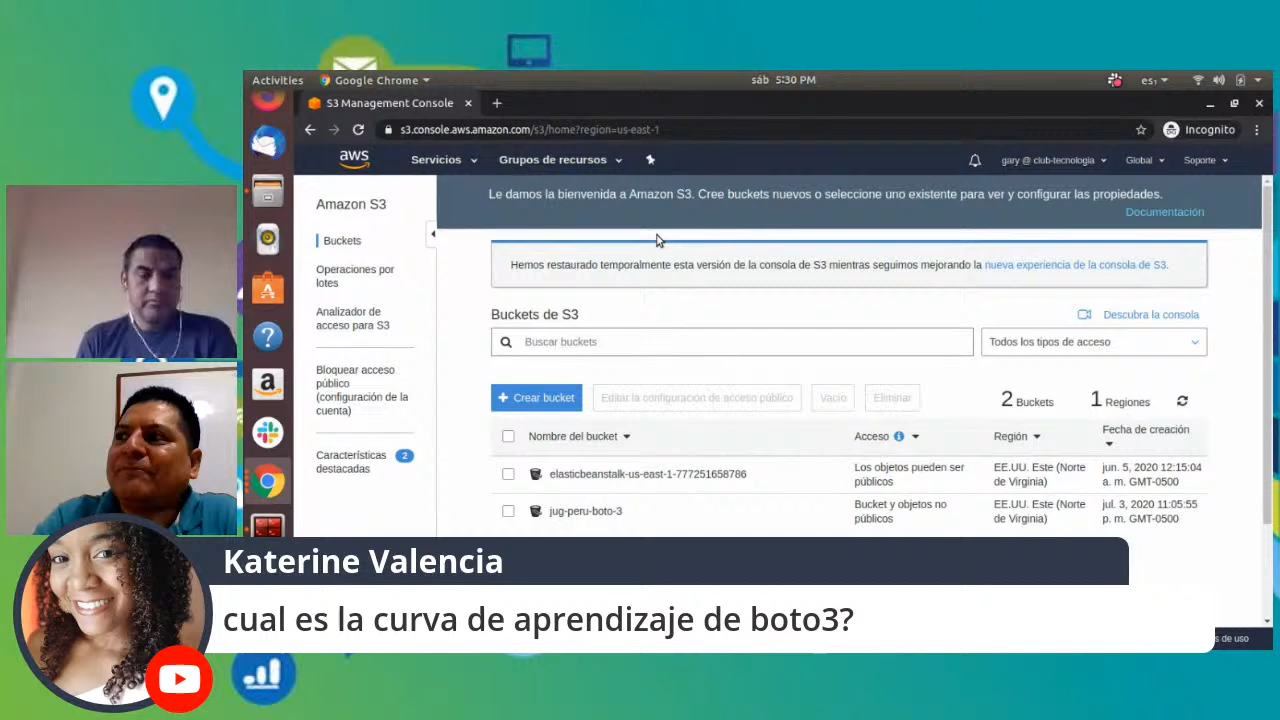 Activities
Google Chrome
sáb 5:30 PM
es₁
S3 Management Console
s3.console.aws.amazon.com/s3/home?region=us-east-1
Incognito
aws
Servicios
Grupos de recursos
gary @ club-tecnologia
Global
Soporte
Le damos la bienvenida a Amazon S3. Cree buckets nuevos o seleccione uno existente para ver y configurar las propiedades.
Documentación
Amazon S3
Buckets
Operaciones por
lotes
Analizador de
acceso para S3
Bloquear acceso
público
(configuración de la
cuenta)
Características
destacadas
2
Hemos restaurado temporalmente esta versión de la consola de S3 mientras seguimos mejorando la nueva experiencia de la consola de S3.
Buckets de S3
Descubra la consola
Buscar buckets
Todos los tipos de acceso
+ Crear bucket
Editar la configuración de acceso público
Vacío
Eliminar
2 Buckets
1 Regiones
Nombre del bucket
Acceso
Región
Fecha de creación
elasticbeanstalk-us-east-1-777251658786
Los objetos pueden ser
públicos
EE.UU. Este (Norte
de Virginia)
jun. 5, 2020 12:15:04
a. m. GMT-0500
jug-peru-boto-3
Bucket y objetos no
públicos
EE.UU. Este (Norte
de Virginia)
jul. 3, 2020 11:05:55
p. m. GMT-0500
Katerine Valencia
cual es la curva de aprendizaje de boto3?
de uso